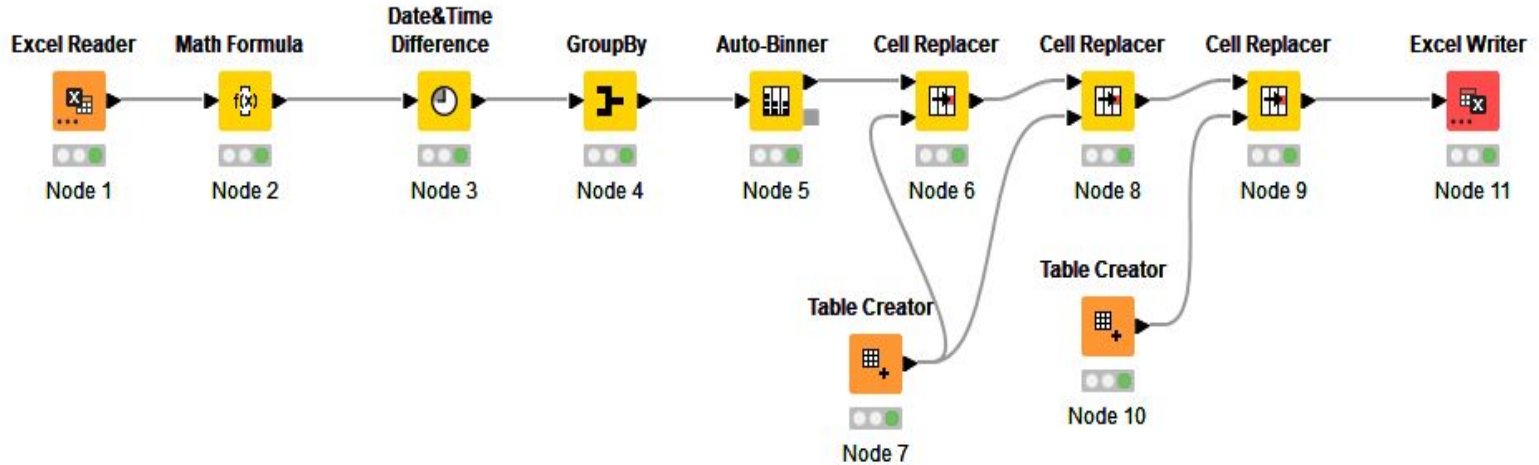 Date&Time
Excel Reader Math Formula Difference GroupBy Auto-Binner Cell Replacer Cell Replacer Cell Replacer Excel Writer
f(x)
Node 1 Node 2 Node 3 Node 4 Node 5 Node 6 Node 8 Node 9 Node 11
Table Creator
Table Creator
Node 10
Node 7